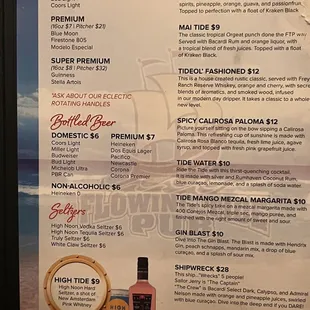 Coors Light
PREMIUM
(16oz $7 | Pitcher $28)
Blue Moon
Firestone 805
Modelo Especial
SUPER PREMIUM
(16oz $8 | Pitcher $32)
Guinness
Stella Artois
*ASK ABOUT OUR ECLECTIC
ROTATING HANDLES
Bottled Beer
DOMESTIC $6
Coors Light
Miller Light
Budweiser
Bud Light
Michelob Ultra
PBR Can
PREMIUM $7
Heineken
Dos Equis Lager
Pacifico
Newcastle
Corona
Corona Premier
NON-ALCOHOLIC $6
Heineken 0
Seltzers
High Noon Vodka Seltzer $6
High Noon Tequila Seltzer $6
Truly Seltzer $6
White Claw Seltzer $6
HIGH TIDE $9
High Noon Hard
Seltzer, a shot of
New Amsterdam
Pink Whitney
spirits, pineapple, orange, guava, and passionfruit.
Topped to perfection with a float of Kraken Black
MAI TIDE $9
The classic tropical Orgeat punch done the FTP way.
Served with Bacardi Rum and orange liquor, with
a tropical blend of fresh juices. Topped with a float
of Kraken Black.
TIDEOL' FASHIONED $12
This is a house created rustic classic, served with Frey
Ranch Reserve Whiskey, orange and cherry, with secret
blends of aromatics, and smoked wood, infused
in our modern day dripper. It takes a classic to a whole
new level.
SPICY CALIROSA PALOMA $12
Picture yourself sitting on the bow sipping a Calirosa
Paloma. This refreshing cup of sunshine is made with
Calirosa Rosa Blanco tequila, fresh lime juice, agave
syrup, and topped with fresh pink grapefruit juice.
TIDE WATER $10
Ride the Tide with this thirst-quenching cocktail,
it is made with silver and Rumhaven Coconut Rum,
blue curaçao, lemonade, and a splash of soda water
TIDE MANGO MEZCAL MARGARITA $10
The Tide's spicy bike on a mezcal margarita made with
400 Conejos Mezcal, triple sec, mango puree, and
finished with the right amount of sweet and sour.
GIN BLAST $10
Dive into The Gin Blast. The Blast is made with Hendricks
Gin, peach schnapps, mandarin mix, a drop of blue
curaçao, and a splash of sour mix.
SHIPWRECK $28
This ship, "Wrecks" 5 people!
Sailor Jerry is "The Captain"
"The Crew" is Bacardi Select Dark, Calypso, and Admiral
Nelson made with orange and pineapple juices, swirled
with blue curaçao. Dive into the deep end if you DARE!